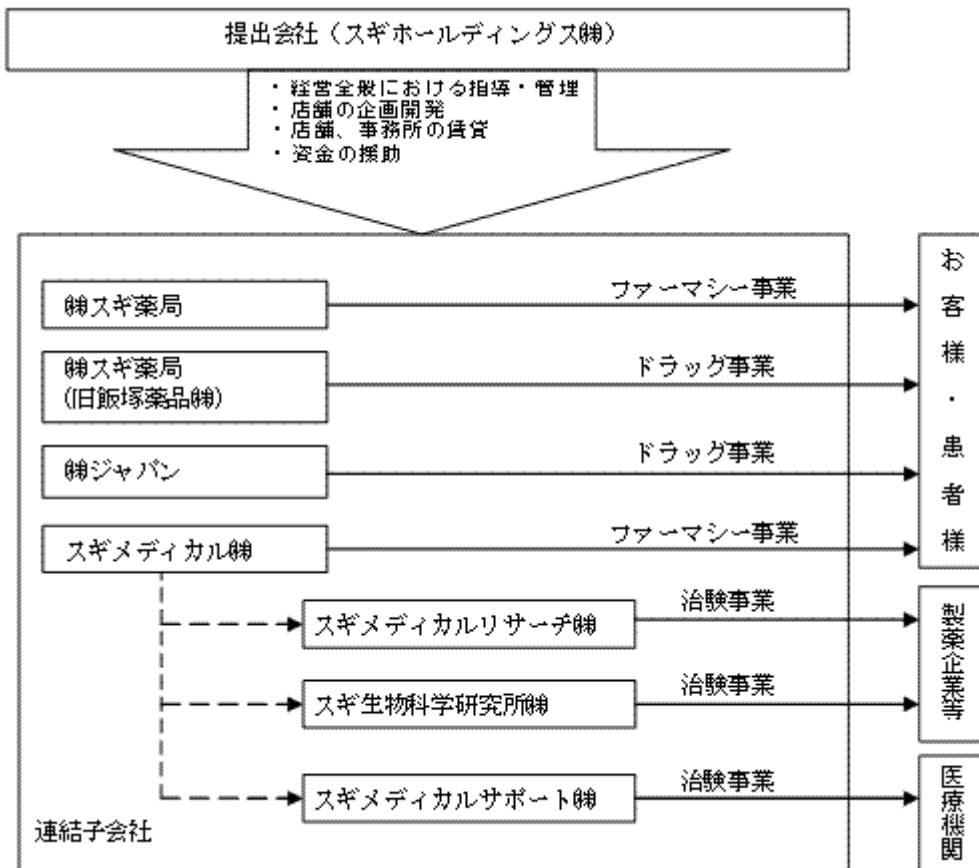 提出会社(スギホールディングス㈱)
・経営全般における指導・管理
・店舗の企画開発
・店舗、事務所の賃貸
・資金の援助
㈱スギ薬局
ファーマシー事業
㈱スギ薬局
(旧飯塚薬品㈱)
ドラッグ事業
㈱ジャパン
ドラッグ事業
スギメディカル㈱
ファーマシー事業
お客様・患者様
スギメディカルリサーチ㈱
治験事業
スギ生物科学研究所㈱
治験事業
製薬企業等
スギメディカルサポート㈱
治験事業
医療機関
連結子会社